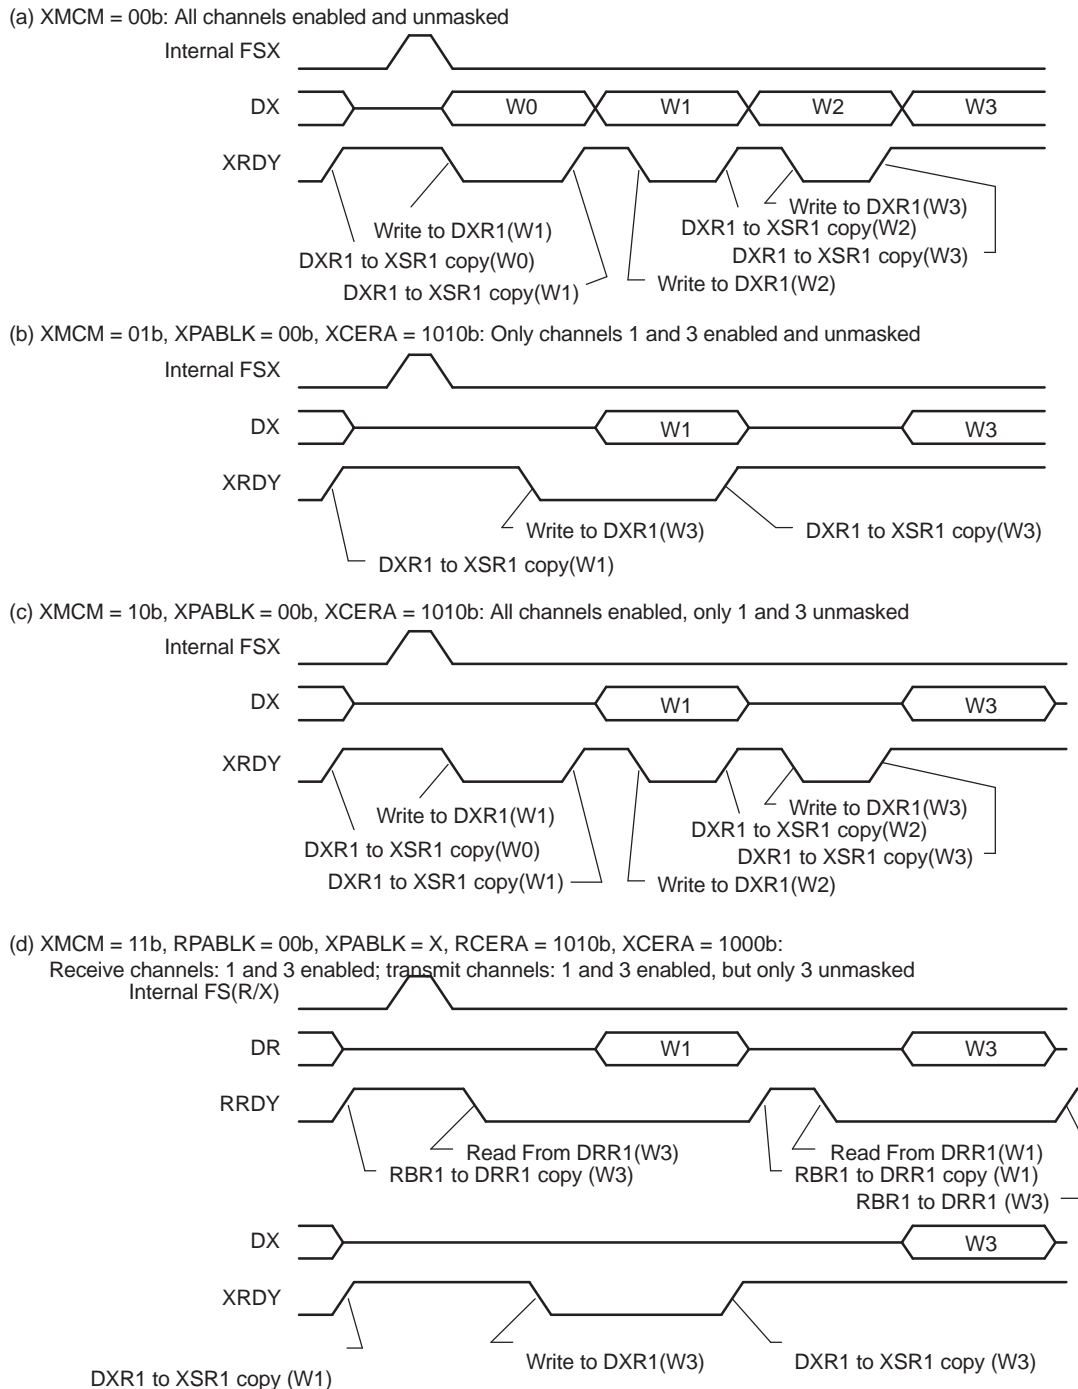 (a) XMCM = 00b: All channels enabled and unmasked
Internal FSX
DX W0 W1 W2 W3
XRDY
Write to DXR1(W3)
Write to DXR1(W1) DXR1 to XSR1 copy(W2)
DXR1 to XSR1 copy(W0) DXR1 to XSR1 copy(W3)
DXR1 to XSR1 copy(W1) Write to DXR1(W2)
(b) XMCM = 01b, XPABLK = 00b, XCERA = 1010b: Only channels 1 and 3 enabled and unmasked
Internal FSX
DX W1 W3
XRDY
Write to DXR1(W3) DXR1 to XSR1 copy(W3)
DXR1 to XSR1 copy(W1)
(c) XMCM = 10b, XPABLK = 00b, XCERA = 1010b: All channels enabled, only 1 and 3 unmasked
Internal FSX
DX W1 W3
XRDY
Write to DXR1(W1) Write to DXR1(W3)
DXR1 to XSR1 copy(W2)
DXR1 to XSR1 copy(W0) DXR1 to XSR1 copy(W3)
DXR1 to XSR1 copy(W1) Write to DXR1(W2)
(d) XMCM = 11b, RPABLK = 00b, XPABLK = X, RCERA = 1010b, XCERA = 1000b:
Receive channels: 1 and 3 enabled; transmit channels: 1 and 3 enabled, but only 3 unmasked
Internal FS(R/X)
DR W1 W3
RRDY
Read From DRR1(W3) Read From DRR1(W1)
RBR1 to DRR1 copy (W3) RBR1 to DRR1 copy (W1)
RBR1 to DRR1 (W3)
DX W3
XRDY
Write to DXR1(W3) DXR1 to XSR1 copy (W3)
DXR1 to XSR1 copy (W1)